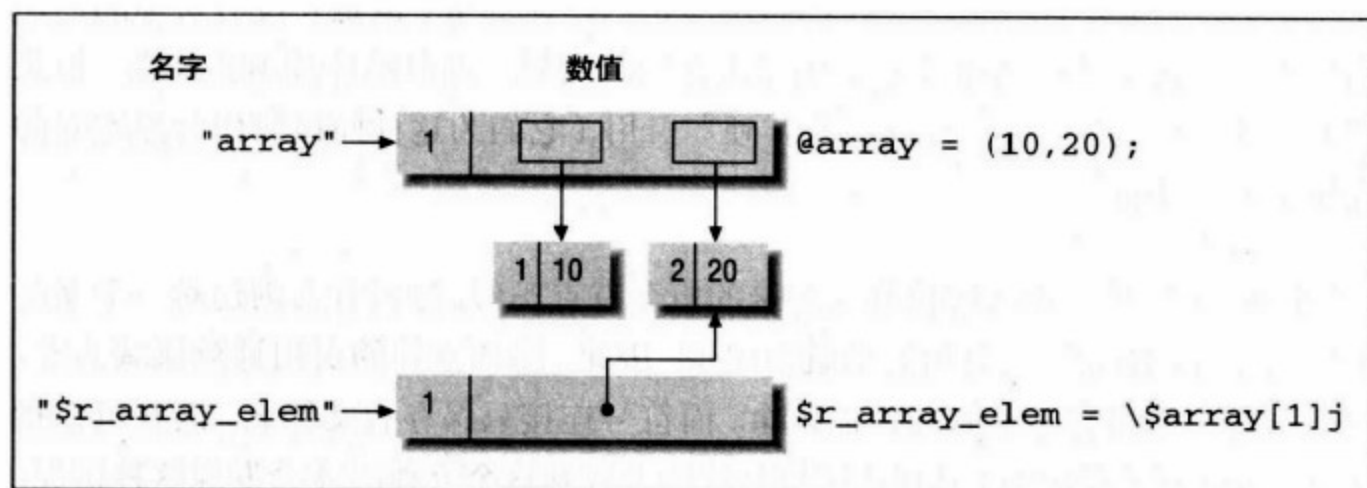 名字 数值
"array" 1 @array = (10,20);
1 10 2 20
"$r_array_elem" 1 $r_array_elem = \$array[1]j